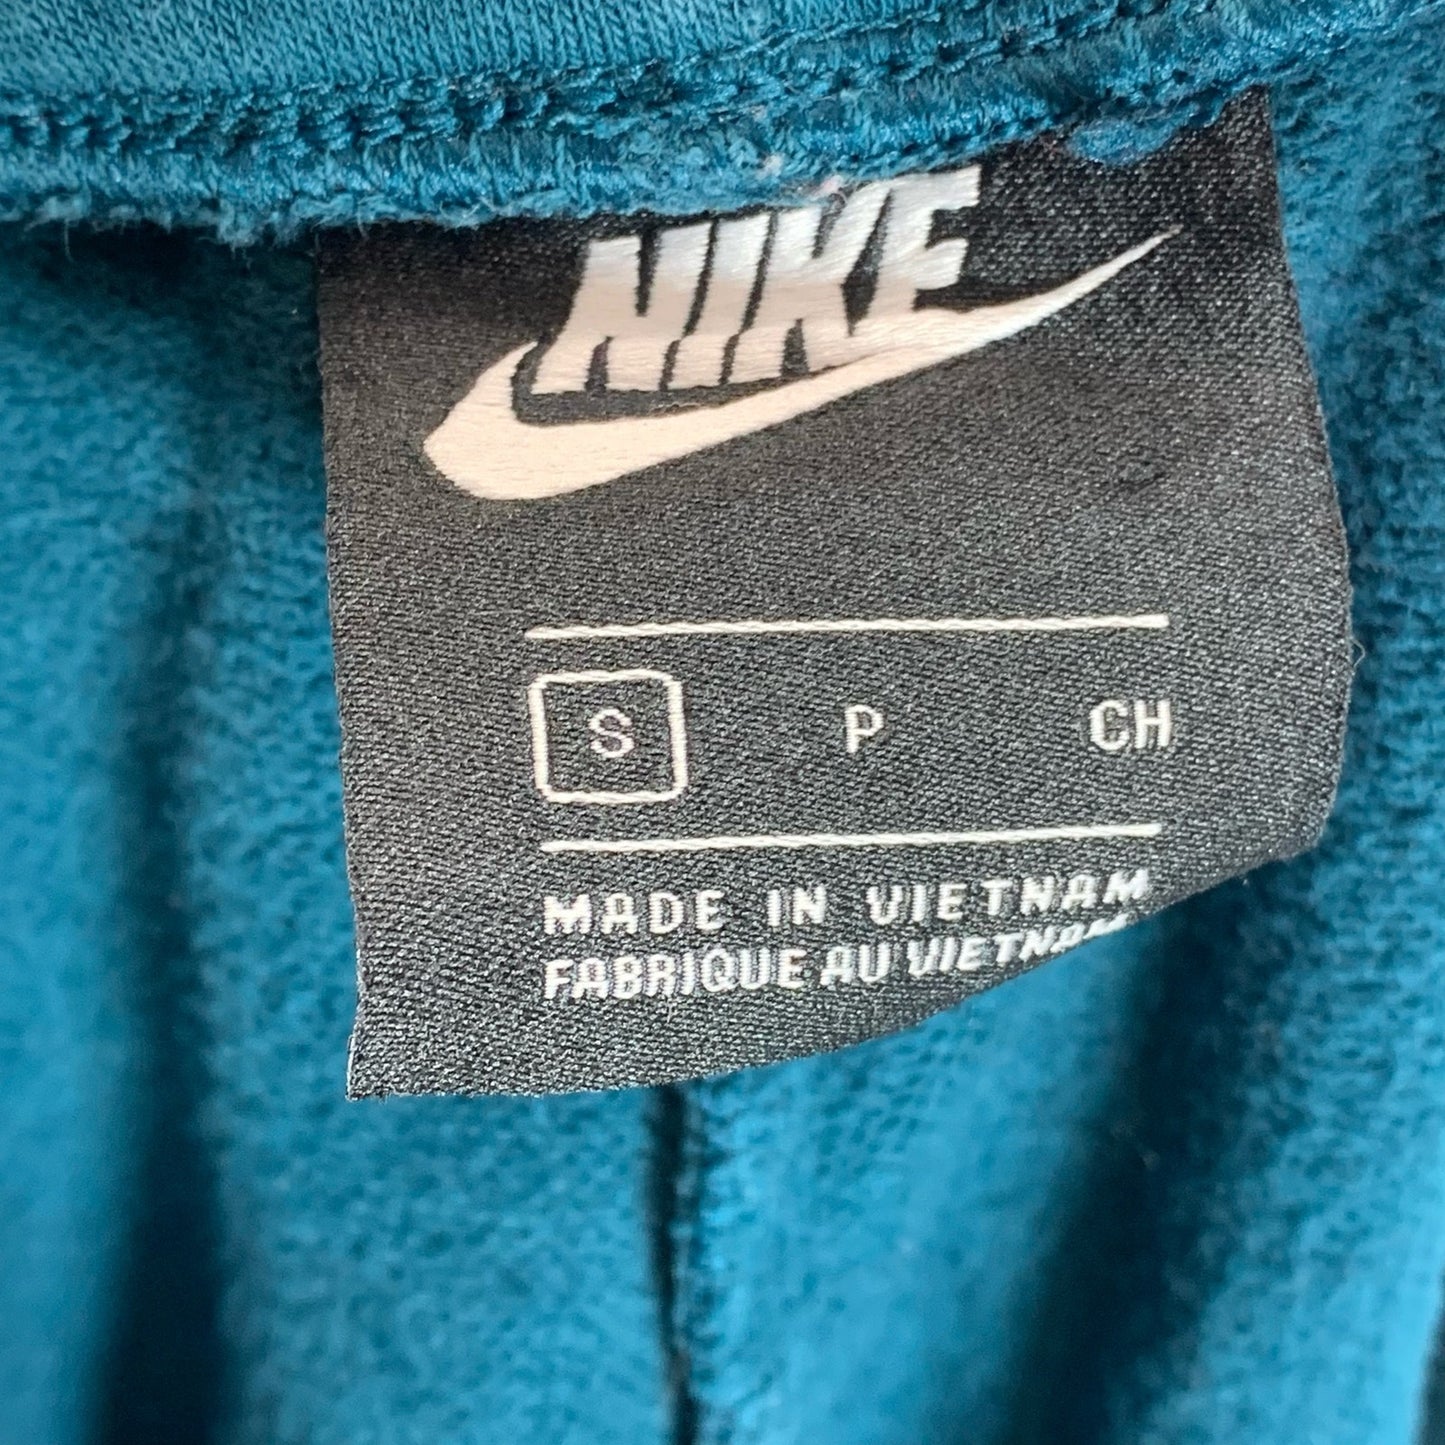 NIKE
S P CH
MADE IN VIETNAM
FABRIQUE AU VIETNAM